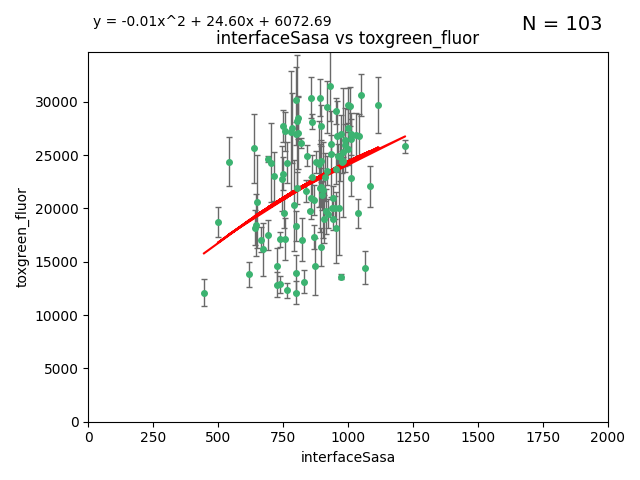 y = -0.01x^2 + 24.60x + 6072.69
N = 103
interfaceSasa vs toxgreen_fluor
30000
25000
20000
15000
10000
5000
0
toxgreen_fluor
0 250 500 750 1000 1250 1500 1750 2000
interfaceSasa